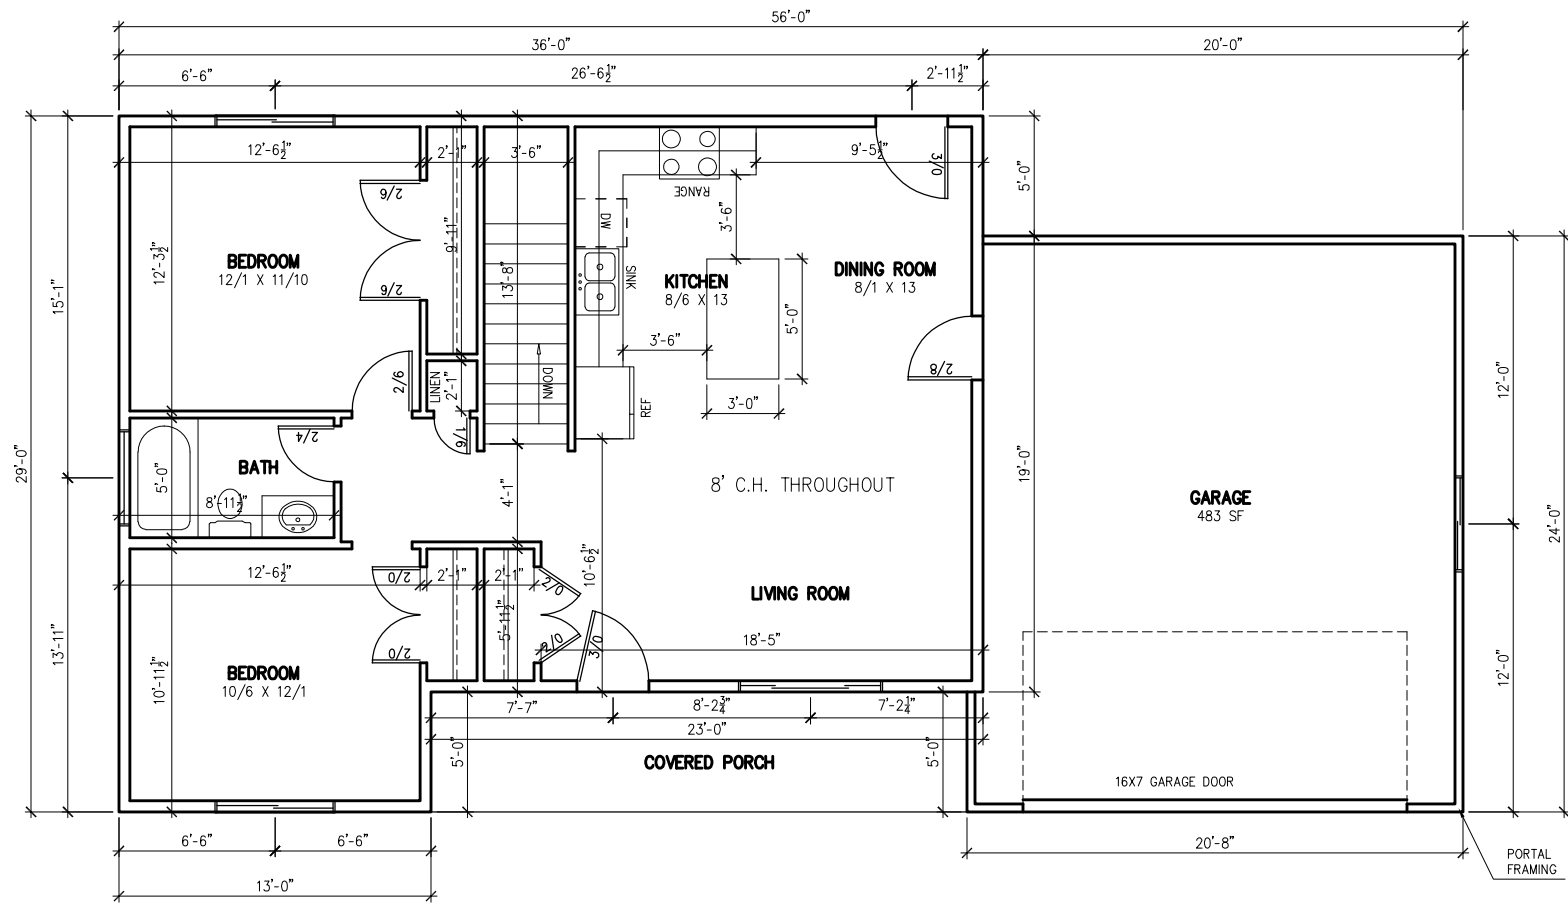 56'-0"
36'-0"
20'-0"
6'-6"
26'-6½"
2'-11½"
12'-6½"
2'-1"
3'-6"
9'-5½"
3/0
5'-0"
2/6
RANGE
3'-6"
DW
9'-11"
12'-3½"
BEDROOM
12/1 X 11/10
13'-8"
SINK
KITCHEN
8/6 X 13
DINING ROOM
8/1 X 13
15'-1"
2/6
5'-0"
3'-6"
2/8
12'-0"
2/6
LINEN
2'-1"
DOWN
REF
3'-0"
1/6
2/4
29'-0"
BATH
5'-0"
8'-11½"
4'-1"
8' C.H. THROUGHOUT
19'-0"
GARAGE
483 SF
24'-0"
12'-6½"
2/0
2'-1"
2'-1"
2/0
10'-6½"
LIVING ROOM
5'-11½"
13'-11"
2/0
2/0
3/0
18'-5"
10'-11½"
BEDROOM
10/6 X 12/1
12'-0"
7'-7"
8'-2¾"
7'-2¼"
23'-0"
5'-0"
COVERED PORCH
5'-0"
16X7 GARAGE DOOR
6'-6"
6'-6"
20'-8"
PORTAL
FRAMING
13'-0"